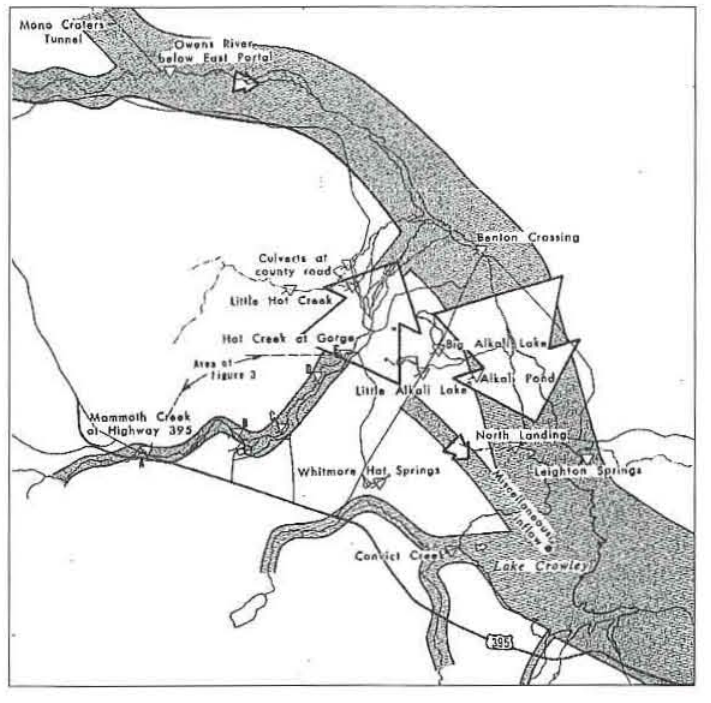 Mono Craters
Tunnel
Owens River
below East Portal
Benton Crossing
Culverts at
county road
Little Hot Creek
Hot Creek at Gorge
Big Alkali Lake
Area of
Figure 3
Alkali Pond
Little Alkali Lake
Mammoth Creek
at Highway 395
A
B
C
D
E
North Landing
Whitmore Hot Springs
Leighton Springs
Miscellaneous
Inflow
Convict Creek
Lake Crowley
395